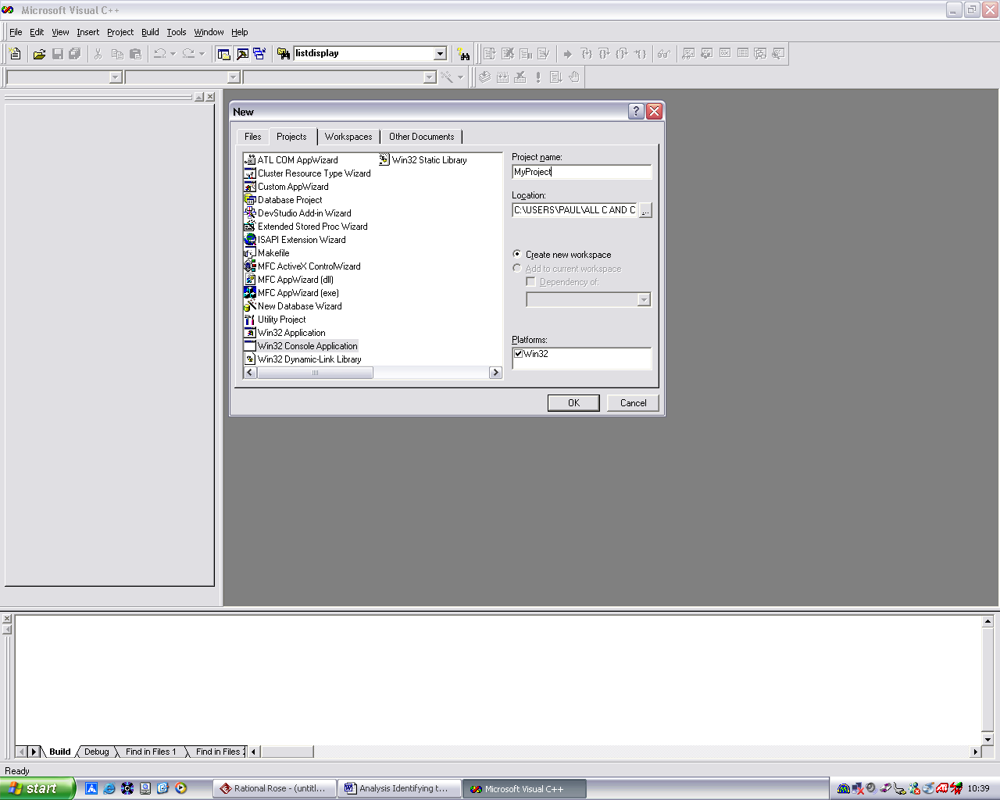 Microsoft Visual C++
File Edit View Insert Project Build Tools Window Help
listdisplay
New
Files Projects Workspaces Other Documents
ATL COM AppWizard
Cluster Resource Type Wizard
Custom AppWizard
Database Project
DevStudio Add-in Wizard
Extended Stored Proc Wizard
ISAPI Extension Wizard
Makefile
MFC ActiveX ControlWizard
MFC AppWizard (dll)
MFC AppWizard (exe)
New Database Wizard
Utility Project
Win32 Application
Win32 Console Application
Win32 Dynamic-Link Library
Win32 Static Library
Project name:
MyProject
Location:
C:\USERS\PAUL\ALL C AND C
...
Create new workspace
Add to current workspace
Dependency of:
Platforms:
Win32
OK Cancel
Build Debug Find in Files 1 Find in Files 2
Ready
start Rational Rose - (untitl... Analysis Identifying t... Microsoft Visual C++ 10:39